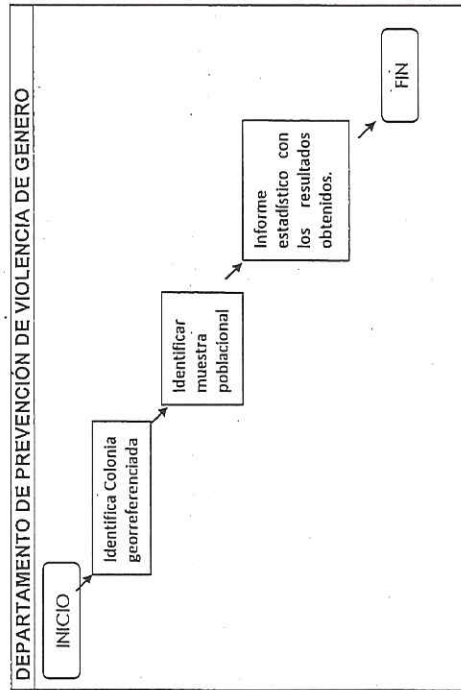 DEPARTAMENTO DE PREVENCIÓN DE VIOLENCIA DE GENERO
INICIO
Identifica Colonia
georreferenciada
Identificar
muestra
poblacional
Informe
estadístico con
los resultados
obtenidos.
FIN